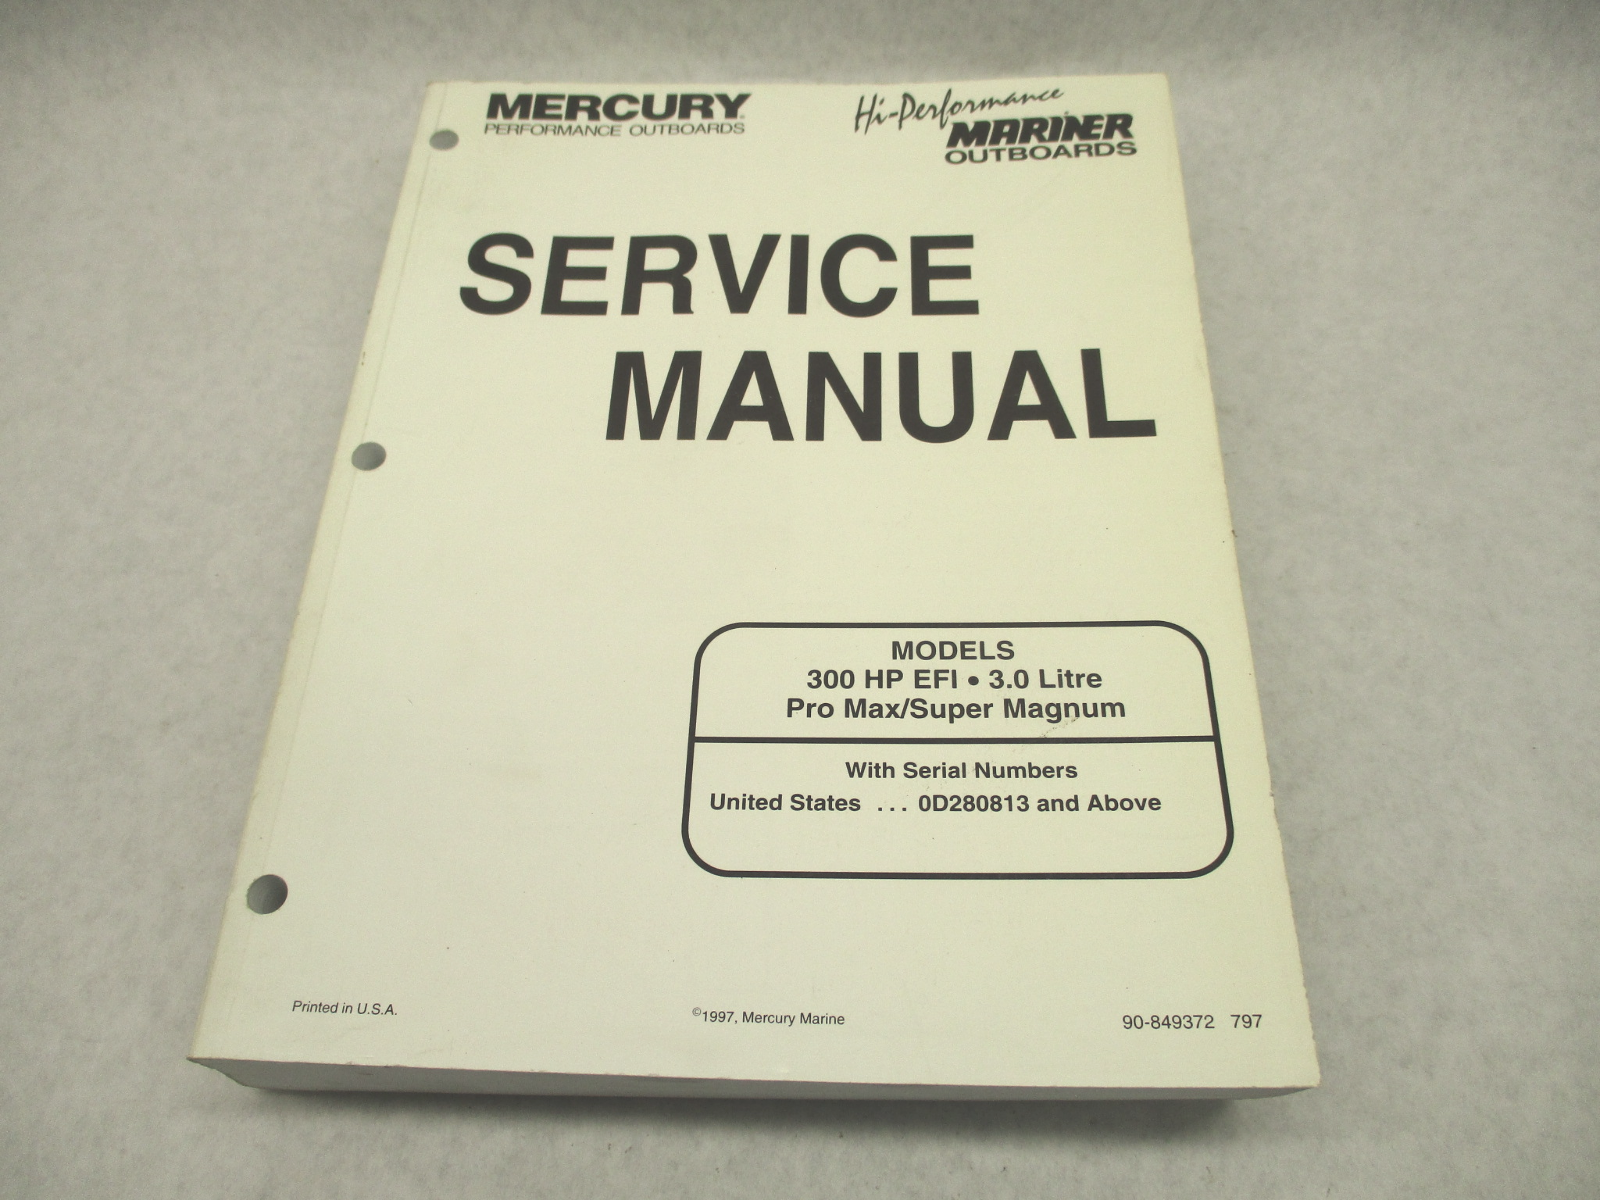 MERCURY
PERFORMANCE OUTBOARDS
Hi-Performance
MARINER
OUTBOARDS
SERVICE
MANUAL
MODELS
300 HP EFI • 3.0 Litre
Pro Max/Super Magnum
With Serial Numbers
United States ... 0D280813 and Above
Printed in U.S.A.
©1997, Mercury Marine
90-849372 797